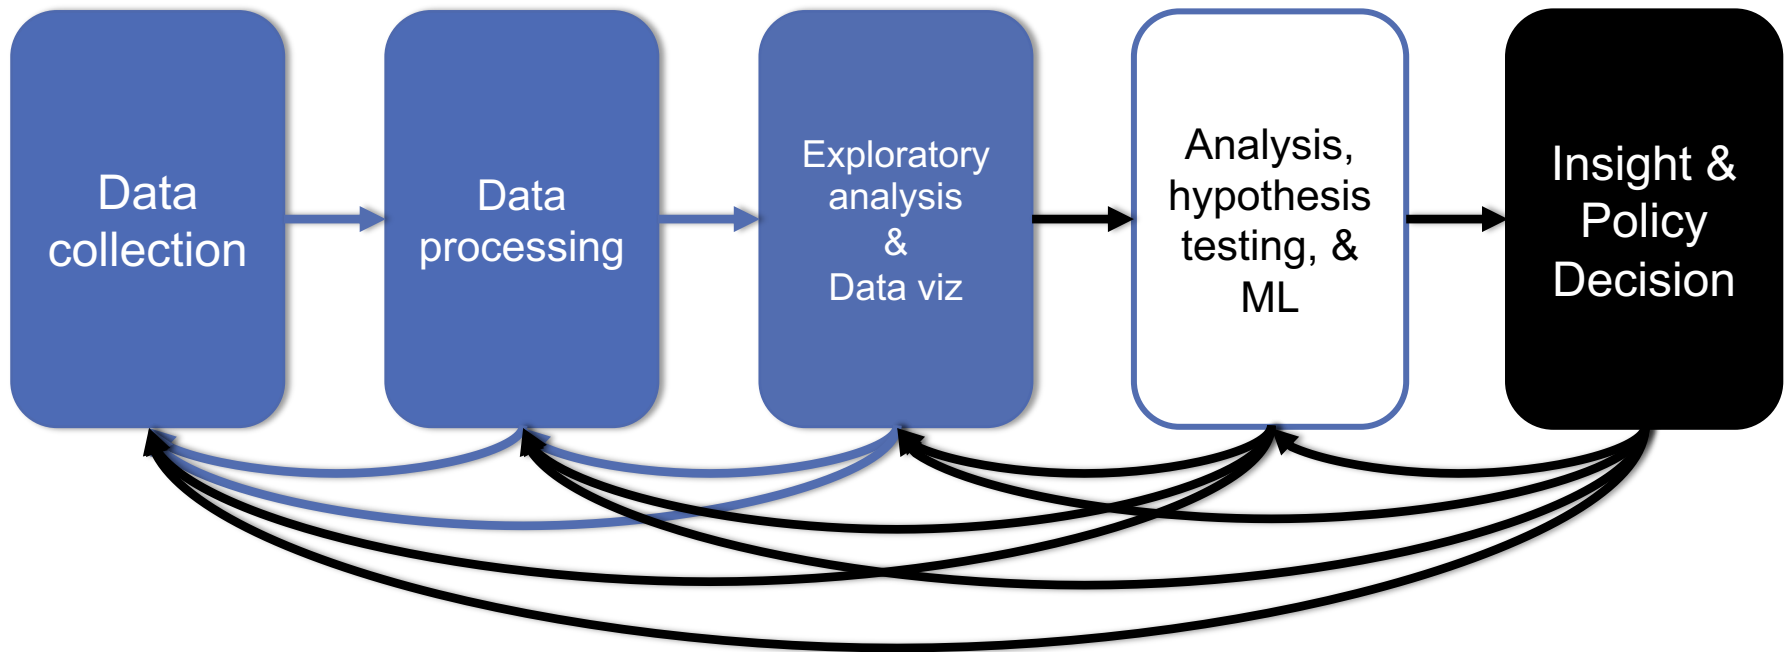 Data
collection
Data
processing
Exploratory
analysis
&
Data viz
Analysis,
hypothesis
testing, &
ML
Insight &
Policy
Decision